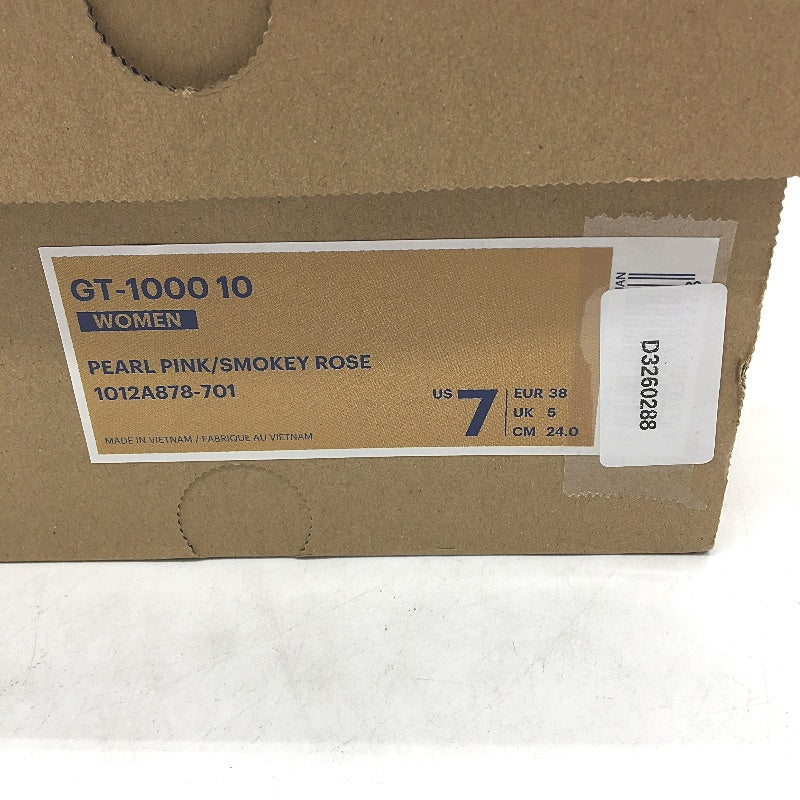 GT-1000 10
WOMEN
PEARL PINK/SMOKEY ROSE
1012A878-701
US 7
EUR 38
UK 5
CM 24.0
MADE IN VIETNAM / FABRIQUE AU VIETNAM
D3260288